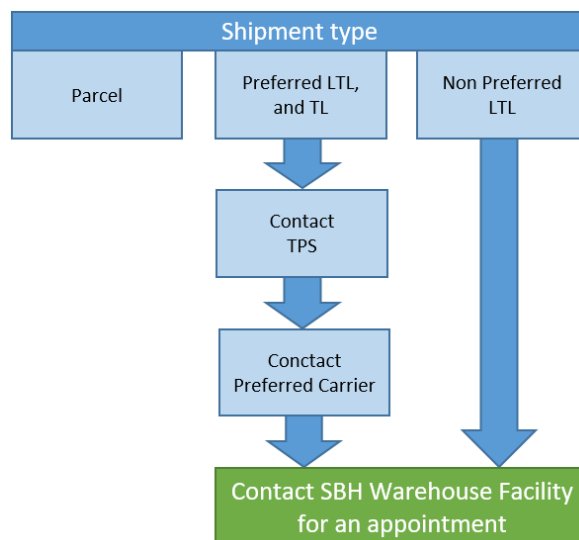 Shipment type
Parcel
Preferred LTL,
and TL
Non Preferred
LTL
Contact
TPS
Conctact
Preferred Carrier
Contact SBH Warehouse Facility
for an appointment